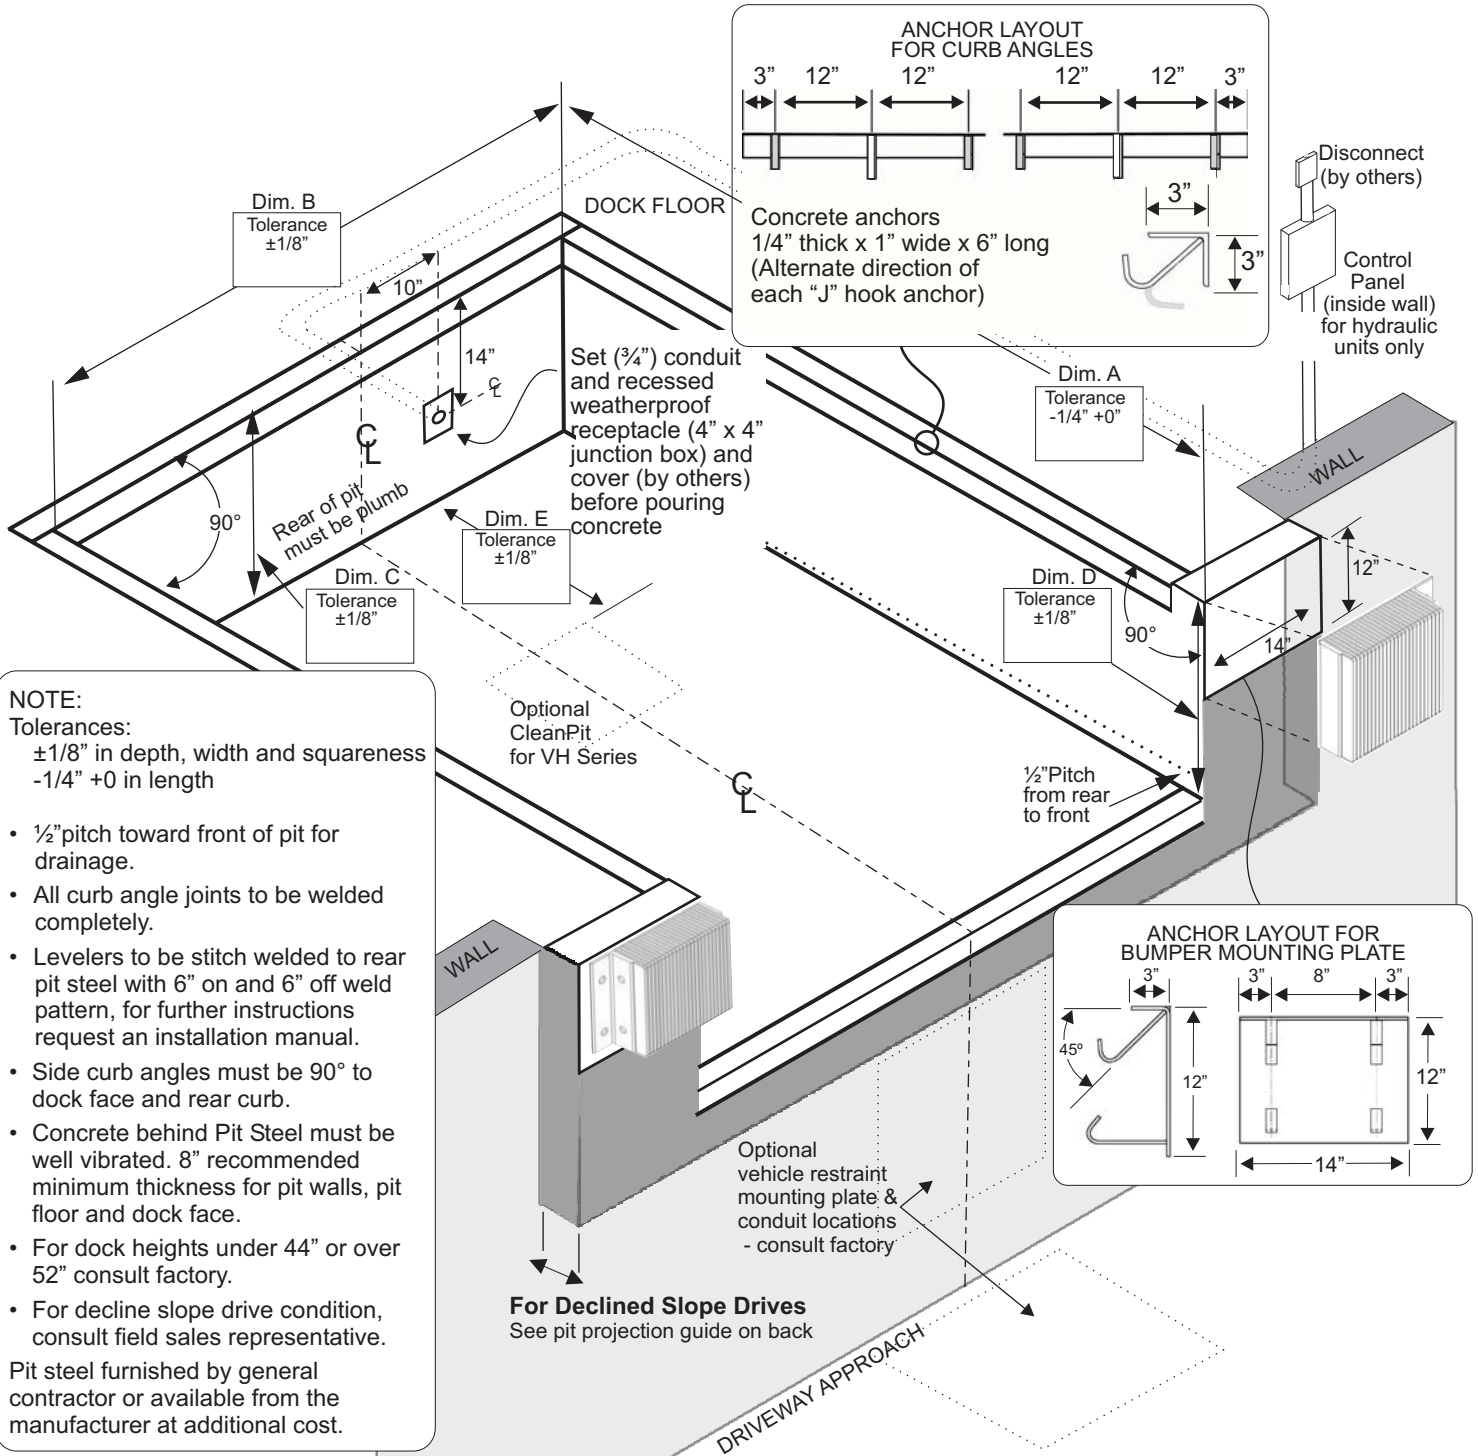 ANCHOR LAYOUT
FOR CURB ANGLES
3” 12” 12” 12” 12” 3”
3”
3”
Concrete anchors
1/4” thick x 1” wide x 6” long
(Alternate direction of
each “J” hook anchor)
Disconnect
(by others)
Control
Panel
(inside wall)
for hydraulic
units only
Dim. B
Tolerance
±1/8”
DOCK FLOOR
10”
14”
CL
CL
Set (¾”) conduit
and recessed
weatherproof
receptacle (4” x 4”
junction box) and
cover (by others)
before pouring
concrete
Dim. A
Tolerance
-1/4” +0”
WALL
90°
Rear of pit
must be plumb
Dim. E
Tolerance
±1/8”
Dim. C
Tolerance
±1/8”
Dim. D
Tolerance
±1/8”
90°
12”
14”
Optional
CleanPit
for VH Series
CL
½”Pitch
from rear
to front
NOTE:
Tolerances:
±1/8” in depth, width and squareness
-1/4” +0 in length
• ½”pitch toward front of pit for
drainage.
• All curb angle joints to be welded
completely.
• Levelers to be stitch welded to rear
pit steel with 6” on and 6” off weld
pattern, for further instructions
request an installation manual.
• Side curb angles must be 90° to
dock face and rear curb.
• Concrete behind Pit Steel must be
well vibrated. 8” recommended
minimum thickness for pit walls, pit
floor and dock face.
• For dock heights under 44” or over
52” consult factory.
• For decline slope drive condition,
consult field sales representative.
Pit steel furnished by general
contractor or available from the
manufacturer at additional cost.
WALL
ANCHOR LAYOUT FOR
BUMPER MOUNTING PLATE
3” 3” 8” 3”
45º
12”
12”
14”
Optional
vehicle restraint
mounting plate &
conduit locations
- consult factory
For Declined Slope Drives
See pit projection guide on back
DRIVEWAY APPROACH